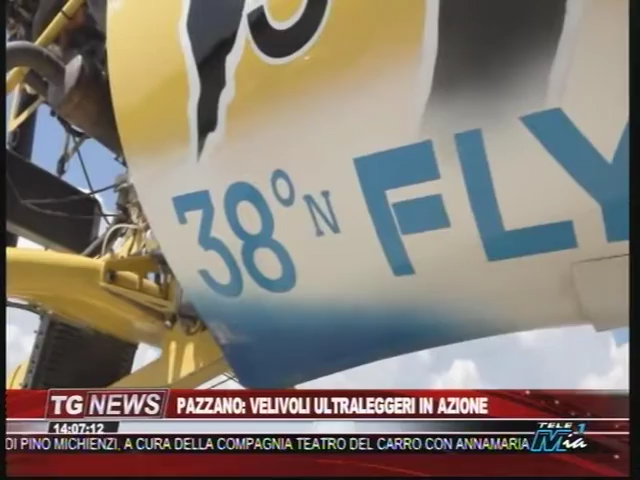 38°N FLY
TG NEWS PAZZANO: VELIVOLI ULTRALEGGERI IN AZIONE
14:07:12
DI PINO MICHIENZI, A CURA DELLA COMPAGNIA TEATRO DEL CARRO CON ANNAMARIA
TELE Mia 1